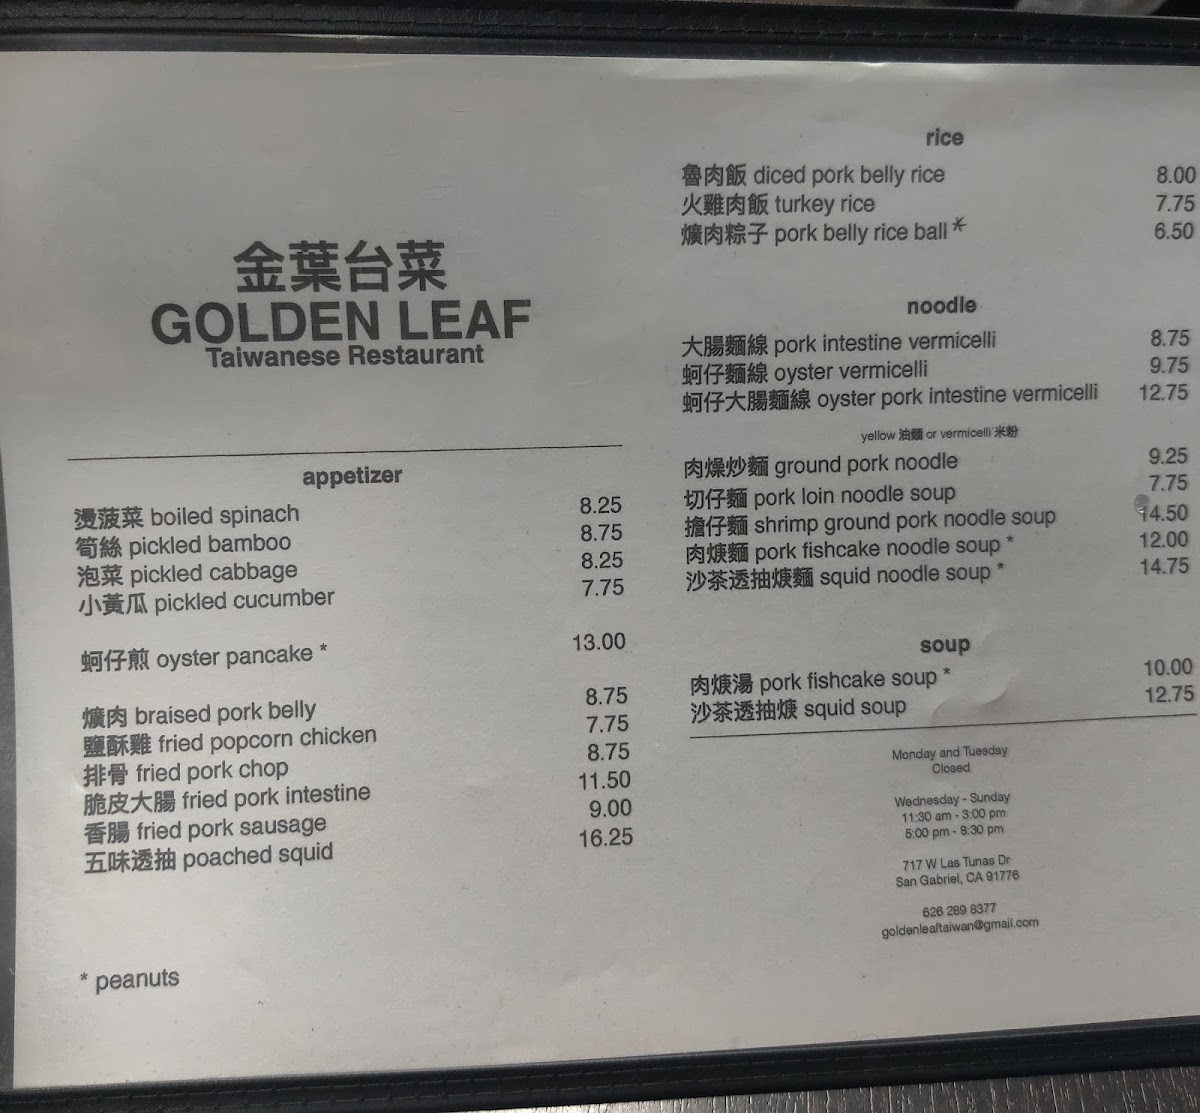 金葉台菜
GOLDEN LEAF
Taiwanese Restaurant
appetizer
燙菠菜 boiled spinach 8.25
筍絲 pickled bamboo 8.75
泡菜 pickled cabbage 8.25
小黃瓜 pickled cucumber 7.75
蚵仔煎 oyster pancake * 13.00
爌肉 braised pork belly 8.75
鹽酥雞 fried popcorn chicken 7.75
排骨 fried pork chop 8.75
脆皮大腸 fried pork intestine 11.50
香腸 fried pork sausage 9.00
五味透抽 poached squid 16.25
* peanuts
rice
魯肉飯 diced pork belly rice 8.00
火雞肉飯 turkey rice 7.75
爌肉粽子 pork belly rice ball * 6.50
noodle
大腸麵線 pork intestine vermicelli 8.75
蚵仔麵線 oyster vermicelli 9.75
蚵仔大腸麵線 oyster pork intestine vermicelli 12.75
yellow 油麵 or vermicelli 米粉
肉燥炒麵 ground pork noodle 9.25
切仔麵 pork loin noodle soup 7.75
擔仔麵 shrimp ground pork noodle soup 14.50
肉焿麵 pork fishcake noodle soup * 12.00
沙茶透抽焿麵 squid noodle soup * 14.75
soup
肉焿湯 pork fishcake soup * 10.00
沙茶透抽焿 squid soup 12.75
Monday and Tuesday
Closed
Wednesday - Sunday
11:30 am - 3:00 pm
5:00 pm - 8:30 pm
717 W Las Tunas Dr
San Gabriel, CA 91776
626 289 8377
goldenleaftaiwan@gmail.com